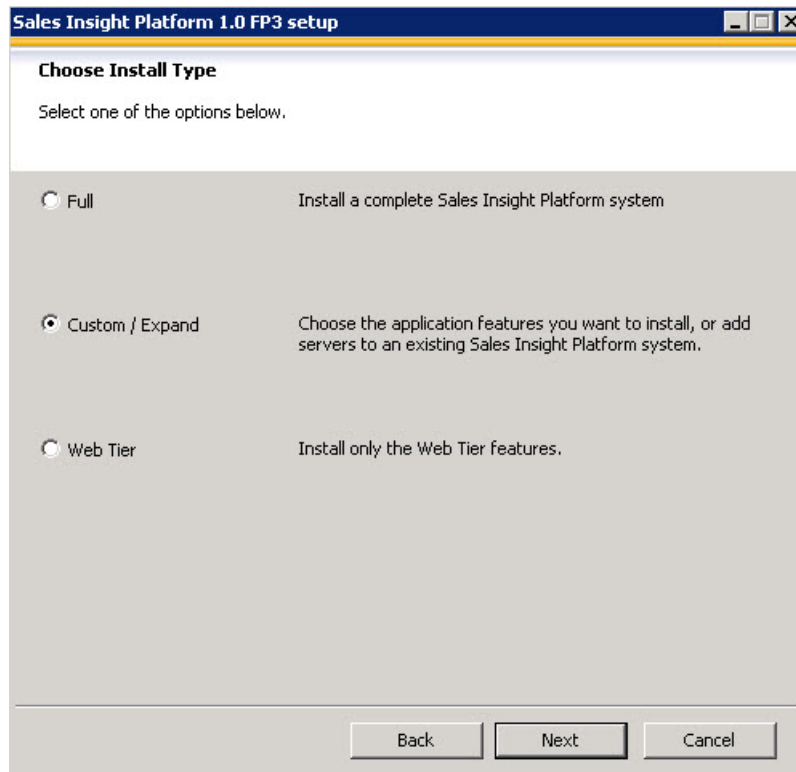 Sales Insight Platform 1.0 FP3 setup
Choose Install Type
Select one of the options below.
Full
Install a complete Sales Insight Platform system
Custom / Expand
Choose the application features you want to install, or add
servers to an existing Sales Insight Platform system.
Web Tier
Install only the Web Tier features.
Back
Next
Cancel